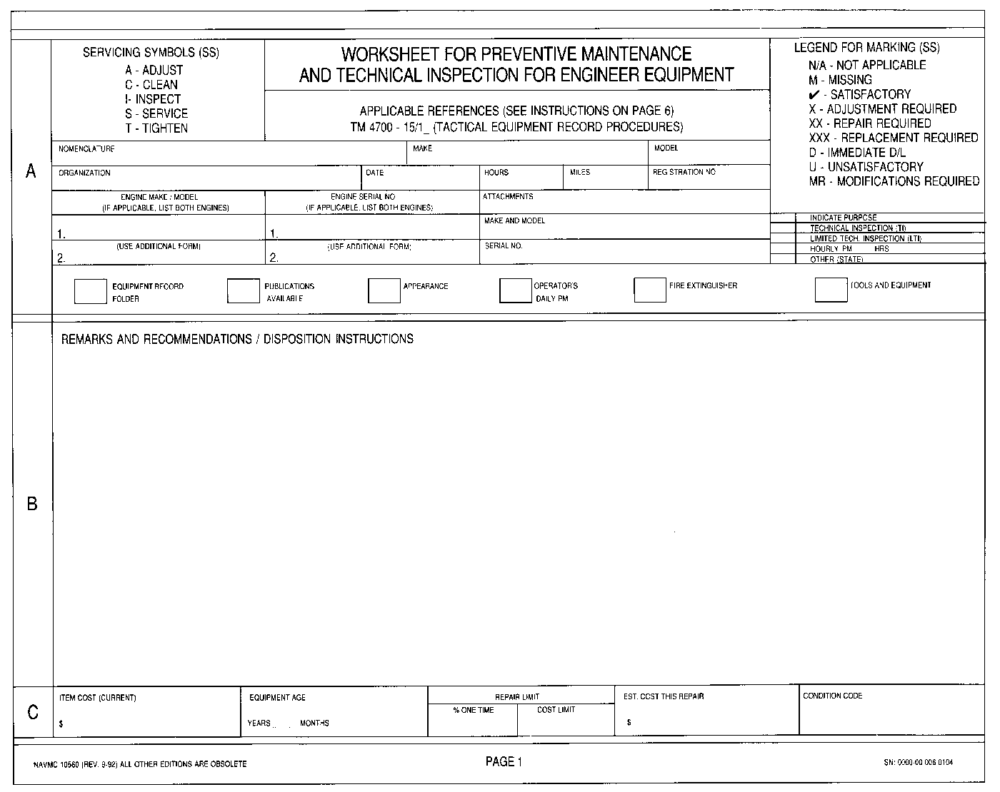 SERVICING SYMBOLS (SS)
A - ADJUST
C - CLEAN
I- INSPECT
S - SERVICE
T - TIGHTEN
WORKSHEET FOR PREVENTIVE MAINTENANCE
AND TECHNICAL INSPECTION FOR ENGINEER EQUIPMENT
APPLICABLE REFERENCES (SEE INSTRUCTIONS ON PAGE 6)
TM 4700 - 15/1_ (TACTICAL EQUIPMENT RECORD PROCEDURES)
LEGEND FOR MARKING (SS)
N/A - NOT APPLICABLE
M - MISSING
✔ - SATISFACTORY
X - ADJUSTMENT REQUIRED
XX - REPAIR REQUIRED
XXX - REPLACEMENT REQUIRED
D - IMMEDIATE D/L
U - UNSATISFACTORY
MR - MODIFICATIONS REQUIRED
A
NOMENCLATURE
MAKE
MODEL
ORGANIZATION
DATE
HOURS
MILES
REGISTRATION NO
ENGINE MAKE / MODEL
(IF APPLICABLE, LIST BOTH ENGINES)
ENGINE SERIAL NO
(IF APPLICABLE, LIST BOTH ENGINES)
ATTACHMENTS
1.
1.
MAKE AND MODEL
(USE ADDITIONAL FORM)
2.
(USE ADDITIONAL FORM)
2.
SERIAL NO.
INDICATE PURPOSE
TECHNICAL INSPECTION (TI)
LIMITED TECH. INSPECTION (LTI)
HOURLY PM HRS
OTHER (STATE)
EQUIPMENT RECORD
FOLDER
PUBLICATIONS
AVAILABLE
APPEARANCE
OPERATOR'S
DAILY PM
FIRE EXTINGUISHER
TOOLS AND EQUIPMENT
B
REMARKS AND RECOMMENDATIONS / DISPOSITION INSTRUCTIONS
C
ITEM COST (CURRENT)
$
EQUIPMENT AGE
YEARS MONTHS
REPAIR LIMIT
% ONE TIME
COST LIMIT
EST. COST THIS REPAIR
$
CONDITION CODE
NAVMC 10560 (REV. 9-92) ALL OTHER EDITIONS ARE OBSOLETE
PAGE 1
SN: 0000-00 006 0104